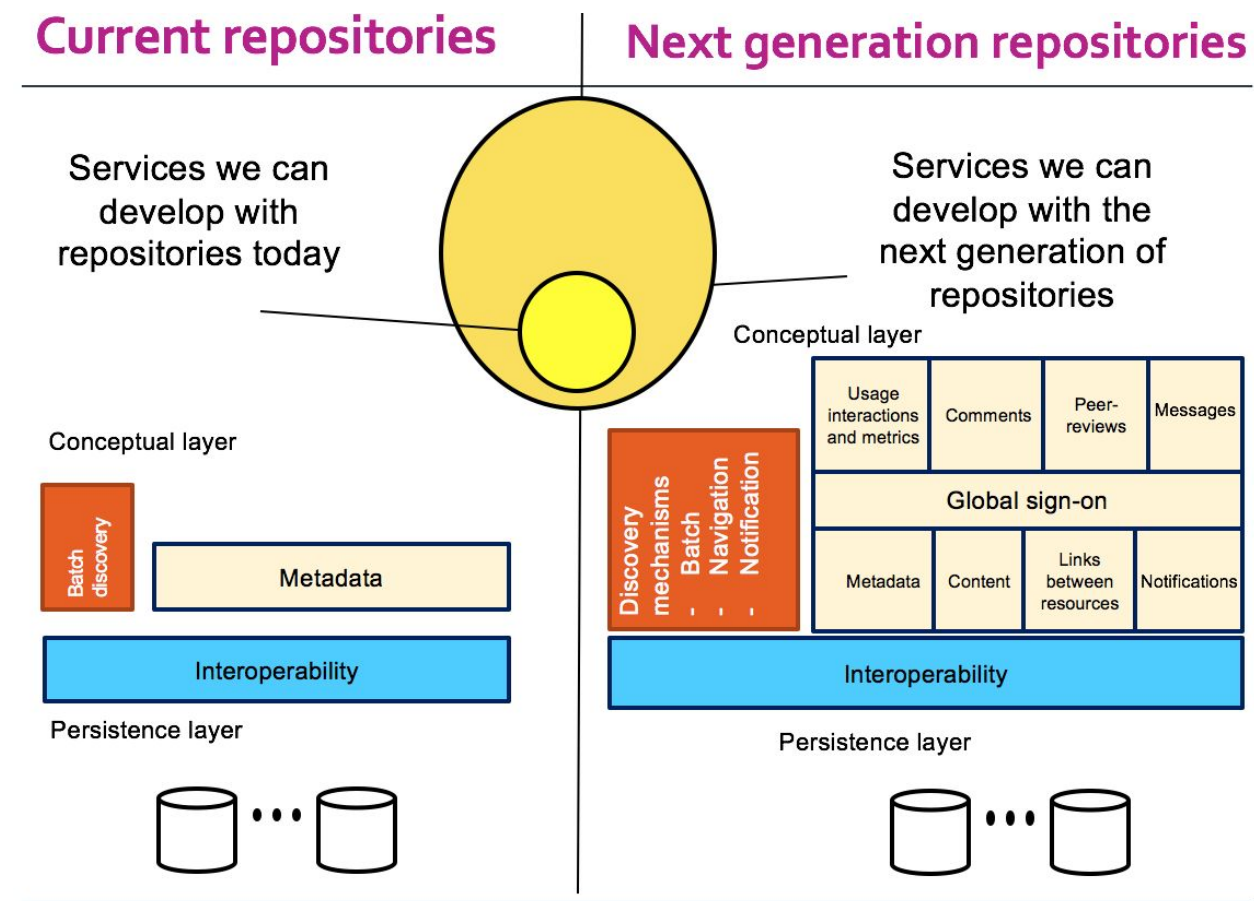 Current repositories
Next generation repositories
Services we can
develop with
repositories today
Services we can
develop with the
next generation of
repositories
Conceptual layer
Batch
discovery
Metadata
Interoperability
Persistence layer
Conceptual layer
Discovery
mechanisms
- Batch
- Navigation
- Notification
Usage
interactions
and metrics
Comments
Peer-
reviews
Messages
Global sign-on
Metadata
Content
Links
between
resources
Notifications
Interoperability
Persistence layer